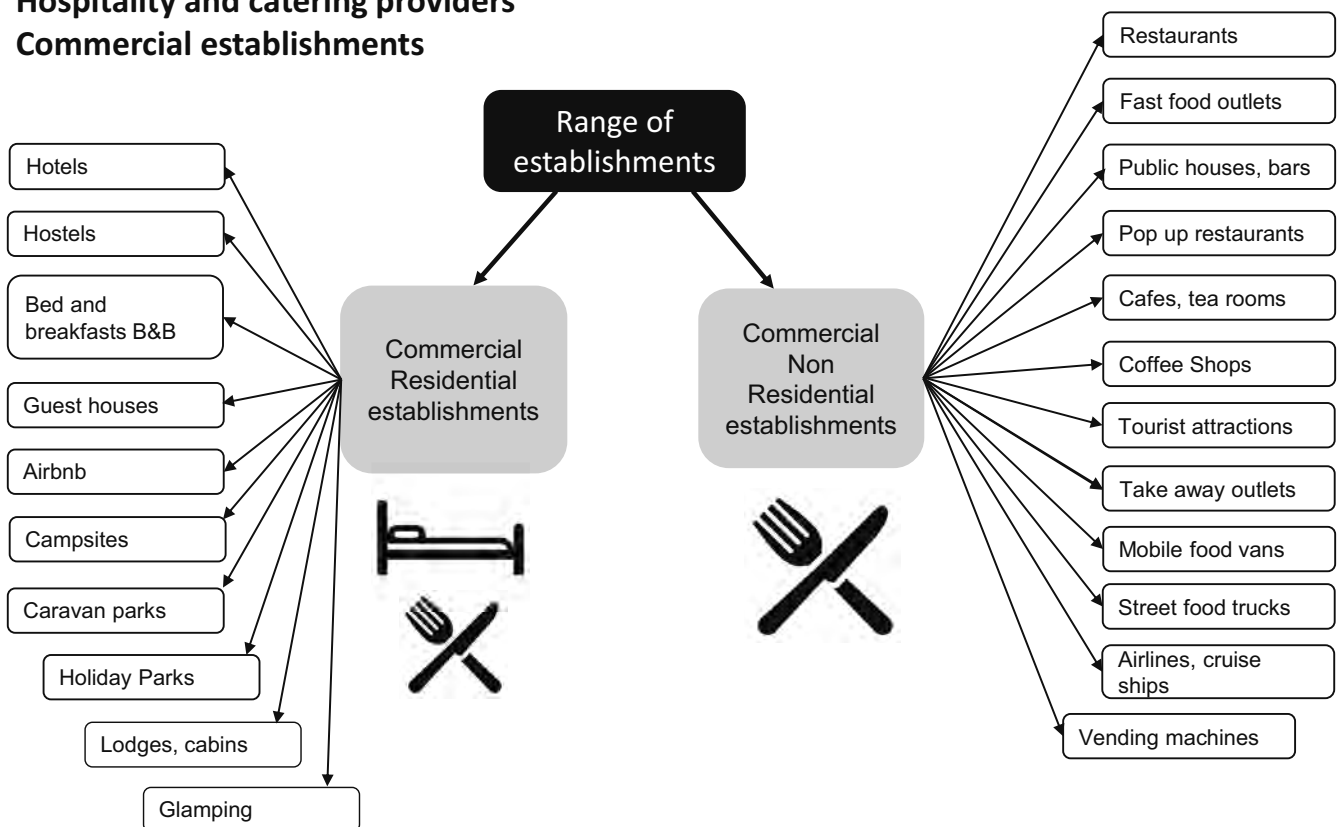 Hospitality and catering providers
Commercial establishments
Range of
establishments
Commercial
Residential
establishments
Hotels
Hostels
Bed and
breakfasts B&B
Guest houses
Airbnb
Campsites
Caravan parks
Holiday Parks
Lodges, cabins
Glamping
Commercial
Non
Residential
establishments
Restaurants
Fast food outlets
Public houses, bars
Pop up restaurants
Cafes, tea rooms
Coffee Shops
Tourist attractions
Take away outlets
Mobile food vans
Street food trucks
Airlines, cruise
ships
Vending machines